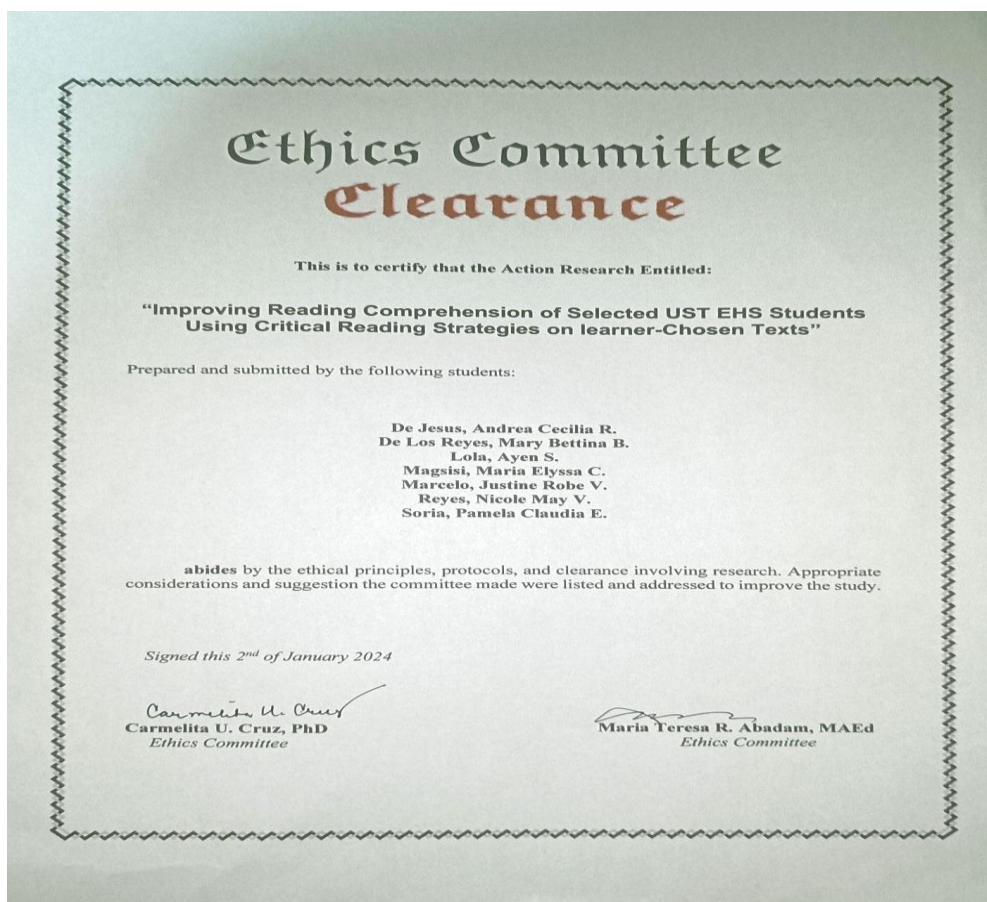 Ethics Committee
Clearance
This is to certify that the Action Research Entitled:
“Improving Reading Comprehension of Selected UST EHS Students
Using Critical Reading Strategies on learner-Chosen Texts”
Prepared and submitted by the following students:
De Jesus, Andrea Cecilia R.
De Los Reyes, Mary Bettina B.
Lola, Ayen S.
Magsisi, Maria Elyssa C.
Marcelo, Justine Robe V.
Reyes, Nicole May V.
Soria, Pamela Claudia E.
abides by the ethical principles, protocols, and clearance involving research. Appropriate
considerations and suggestion the committee made were listed and addressed to improve the study.
Signed this 2nd of January 2024
Carmelita U. Cruz
Carmelita U. Cruz, PhD
Ethics Committee
Maria Teresa R. Abadam, MAEd
Ethics Committee